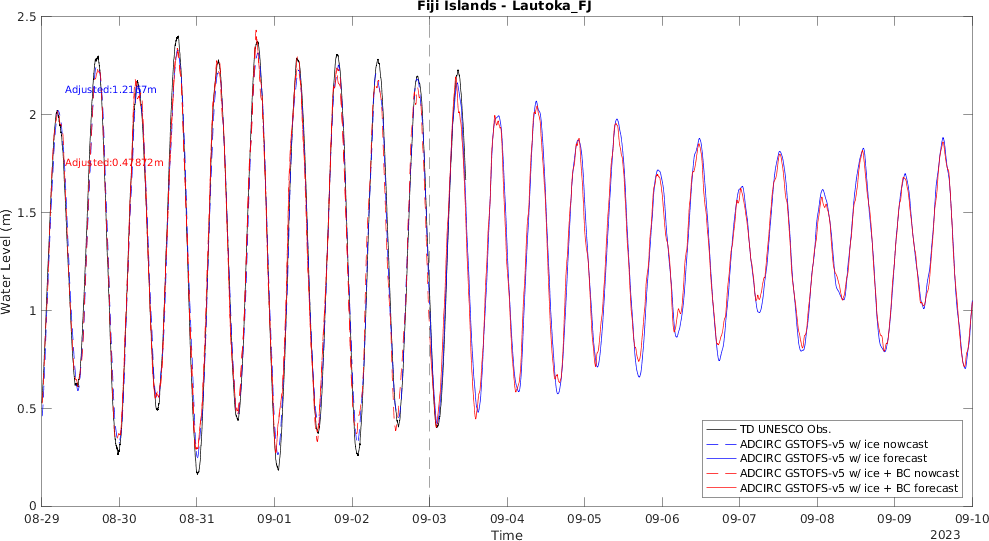 Fiji Islands - Lautoka_FJ
2.5
2
1.5
1
0.5
0
Water Level (m)
Adjusted:1.2167m
Adjusted:0.47872m
TD UNESCO Obs.
ADCIRC GSTOFS-v5 w/ ice nowcast
ADCIRC GSTOFS-v5 w/ ice forecast
ADCIRC GSTOFS-v5 w/ ice + BC nowcast
ADCIRC GSTOFS-v5 w/ ice + BC forecast
08-29 08-30 08-31 09-01 09-02 09-03 09-04 09-05 09-06 09-07 09-08 09-09 09-10
Time
2023